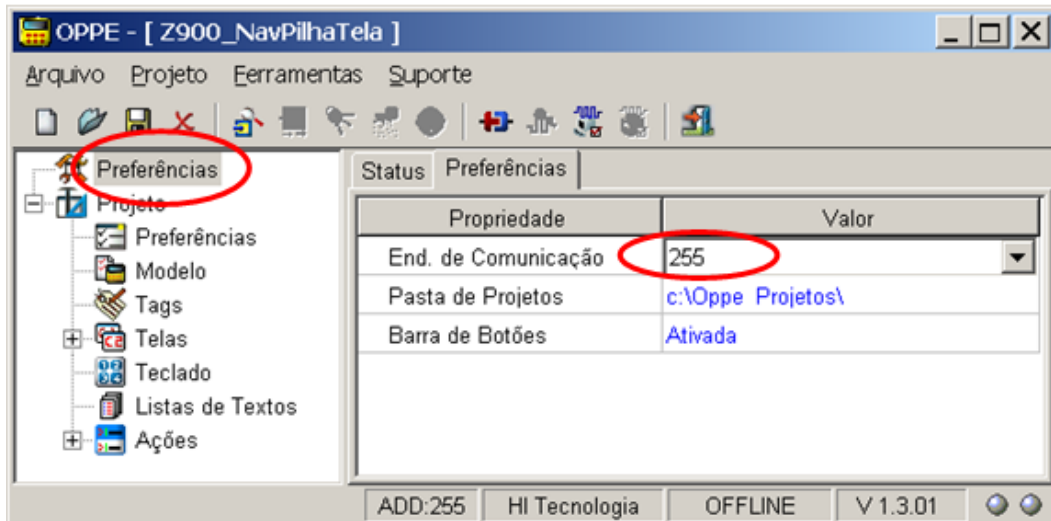 OPPE - [ Z900_NavPilhaTela ]
Arquivo Projeto Ferramentas Suporte
Preferências
Projeto
Preferências
Modelo
Tags
Telas
Teclado
Listas de Textos
Ações
Status Preferências
Propriedade Valor
End. de Comunicação 255
Pasta de Projetos c:\Oppe Projetos\
Barra de Botões Ativada
ADD:255 HI Tecnologia OFFLINE V 1.3.01